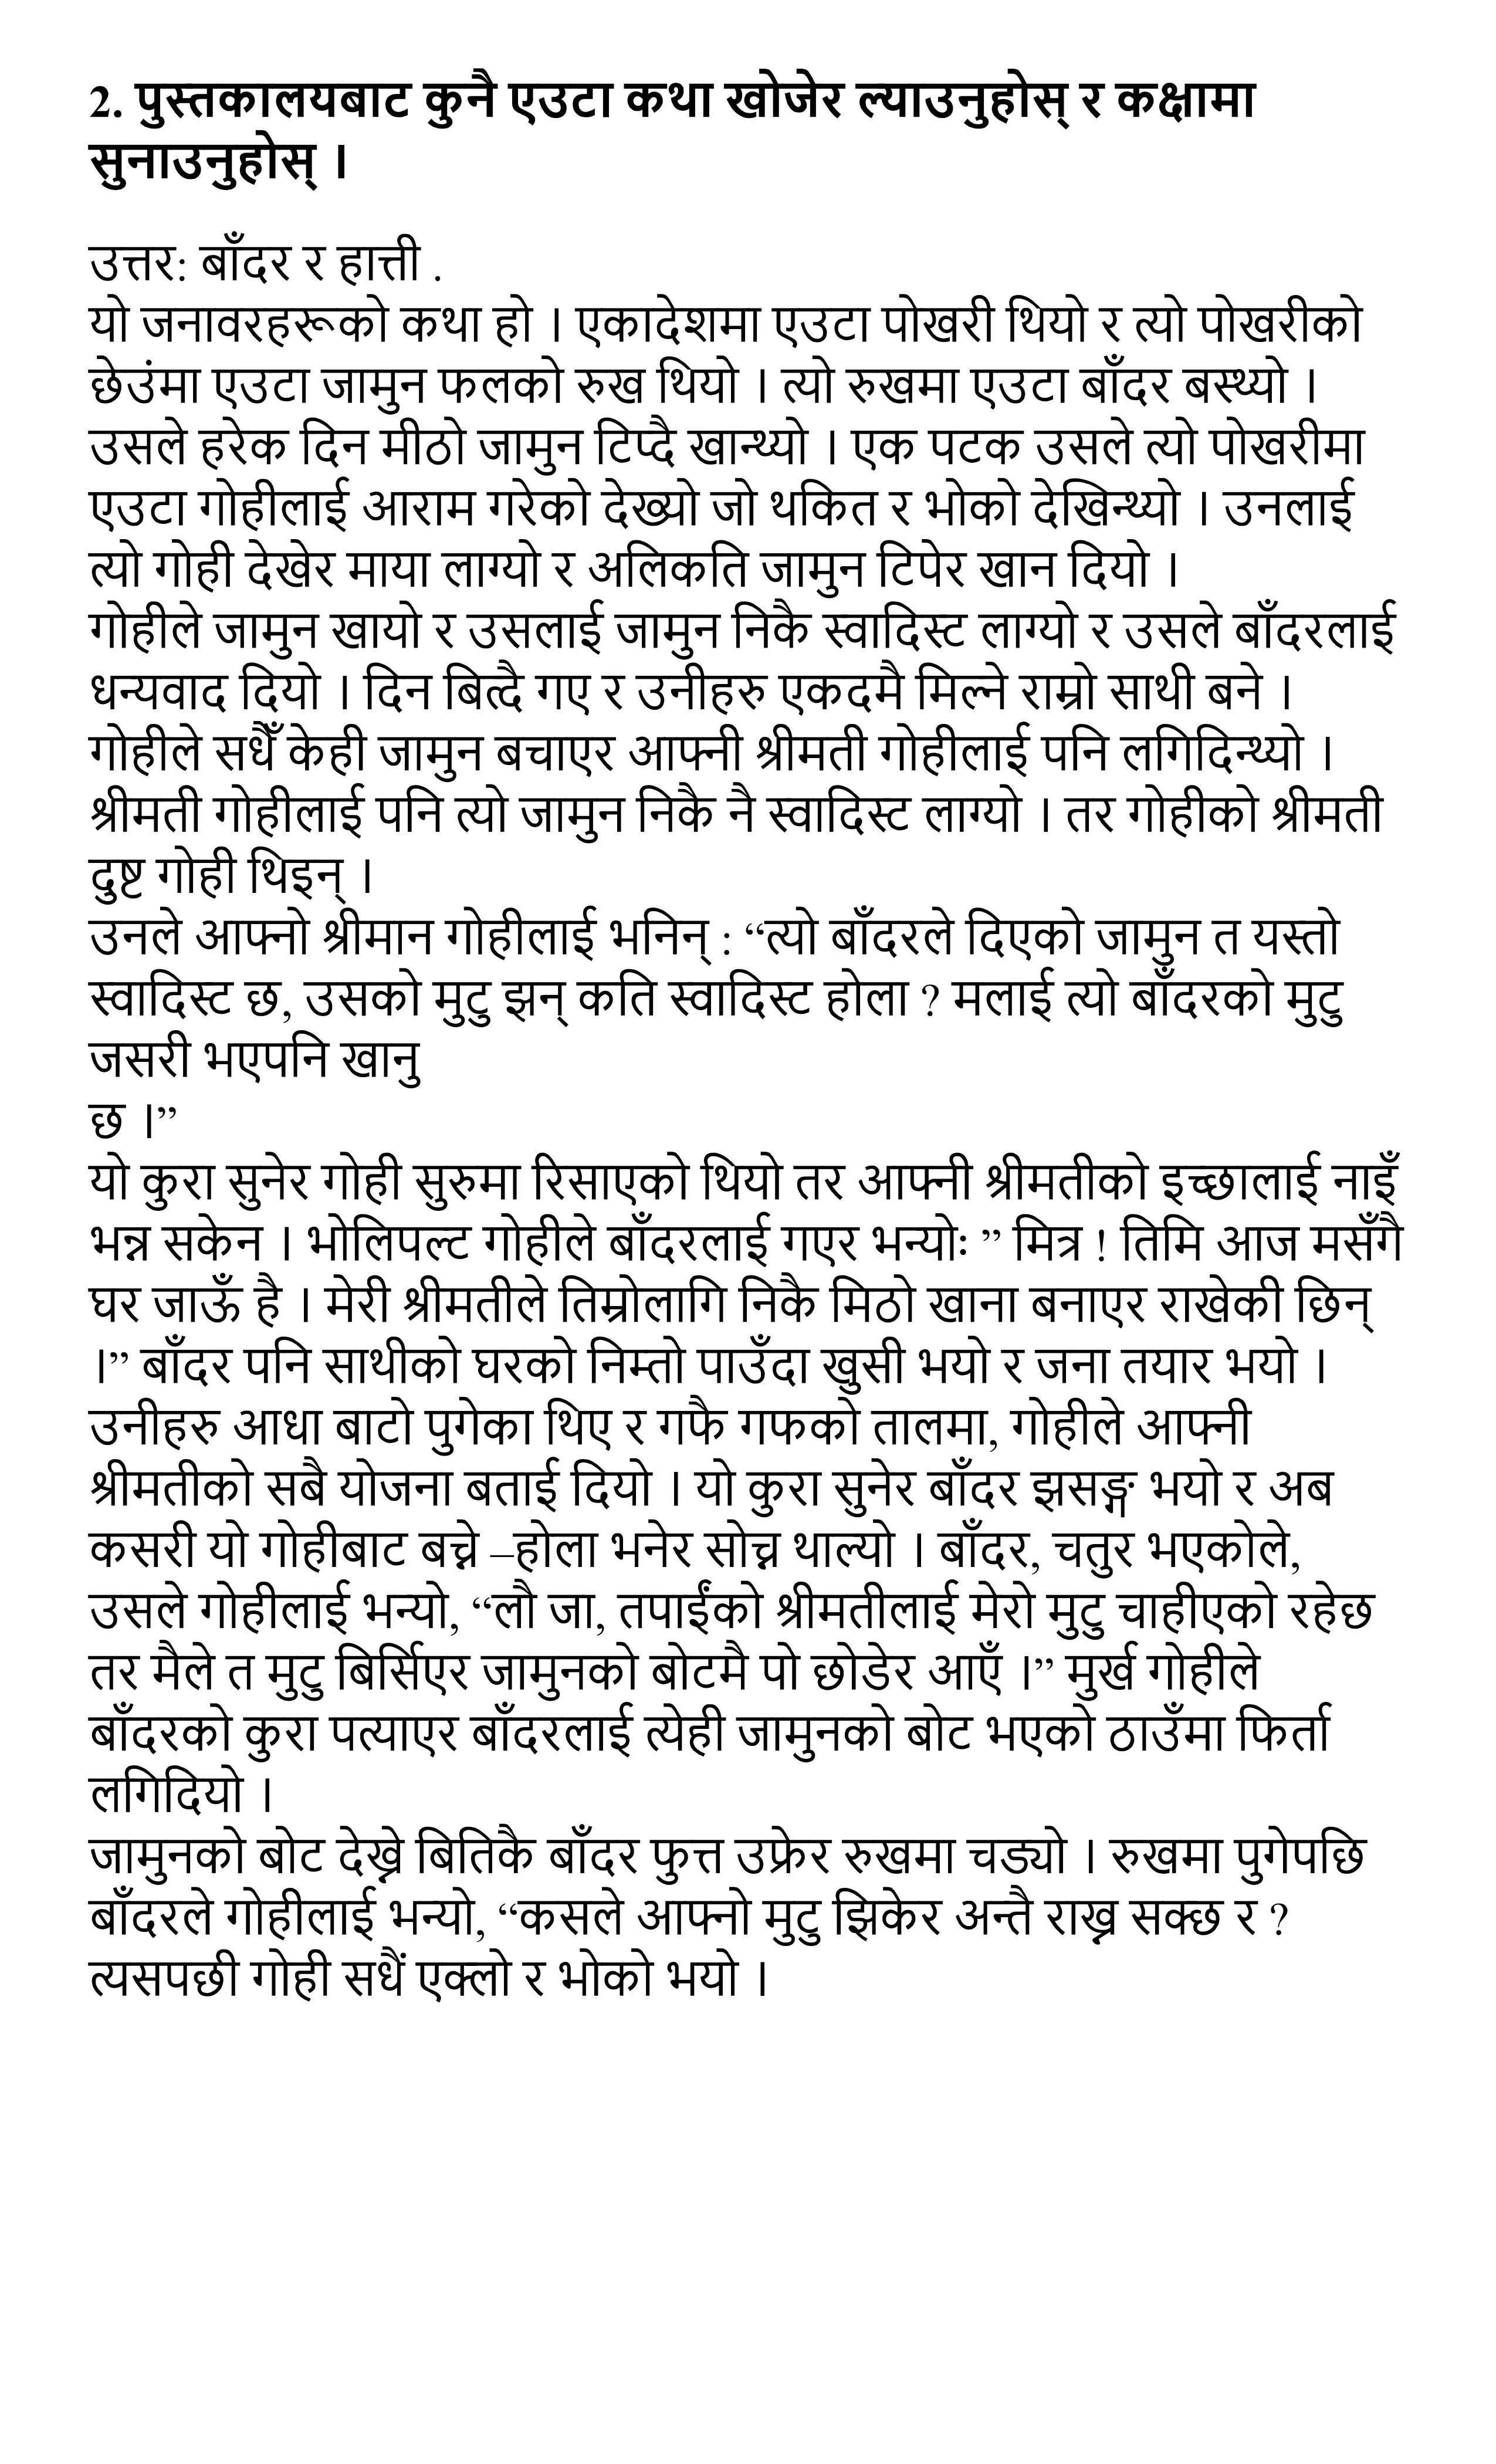 2. पुस्तकालयबाट कुनै एउटा कथा खोजेर ल्याउनुहोस् र कक्षामा
सुनाउनुहोस् ।
उत्तर: बाँदर र हात्ती .
यो जनावरहरूको कथा हो । एकादेशमा एउटा पोखरी थियो र त्यो पोखरीको
छेउंमा एउटा जामुन फलको रुख थियो । त्यो रुखमा एउटा बाँदर बस्थ्यो ।
उसले हरेक दिन मीठो जामुन टिप्दै खान्थ्यो । एक पटक उसले त्यो पोखरीमा
एउटा गोहीलाई आराम गरेको देख्यो जो थकित र भोको देखिन्थ्यो । उनलाई
त्यो गोही देखेर माया लाग्यो र अलिकति जामुन टिपेर खान दियो ।
गोहीले जामुन खायो र उसलाई जामुन निकै स्वादिस्ट लाग्यो र उसले बाँदरलाई
धन्यवाद दियो । दिन बित्दै गए र उनीहरु एकदमै मिल्ने राम्रो साथी बने ।
गोहीले सधैँ केही जामुन बचाएर आफ्नी श्रीमती गोहीलाई पनि लगिदिन्थ्यो ।
श्रीमती गोहीलाई पनि त्यो जामुन निकै नै स्वादिस्ट लाग्यो । तर गोहीको श्रीमती
दुष्ट गोही थिइन् ।
उनले आफ्नो श्रीमान गोहीलाई भनिन् : “त्यो बाँदरले दिएको जामुन त यस्तो
स्वादिस्ट छ, उसको मुटु झन् कति स्वादिस्ट होला ? मलाई त्यो बाँदरको मुटु
जसरी भएपनि खानु
छ ।”
यो कुरा सुनेर गोही सुरुमा रिसाएको थियो तर आफ्नी श्रीमतीको इच्छालाई नाइँ
भन्न सकेन । भोलिपल्ट गोहीले बाँदरलाई गएर भन्योः ” मित्र ! तिमि आज मसँगै
घर जाऊँ है । मेरी श्रीमतीले तिम्रोलागि निकै मिठो खाना बनाएर राखेकी छिन्
।” बाँदर पनि साथीको घरको निम्तो पाउँदा खुसी भयो र जना तयार भयो ।
उनीहरु आधा बाटो पुगेका थिए र गफै गफको तालमा, गोहीले आफ्नी
श्रीमतीको सबै योजना बताई दियो । यो कुरा सुनेर बाँदर झसङ्ग भयो र अब
कसरी यो गोहीबाट बच्ने –होला भनेर सोच्न थाल्यो । बाँदर, चतुर भएकोले,
उसले गोहीलाई भन्यो, “लौ जा, तपाईंको श्रीमतीलाई मेरो मुटु चाहीएको रहेछ
तर मैले त मुटु बिर्सिएर जामुनको बोटमै पो छोडेर आएँ ।” मुर्ख गोहीले
बाँदरको कुरा पत्याएर बाँदरलाई त्येही जामुनको बोट भएको ठाउँमा फिर्ता
लगिदियो ।
जामुनको बोट देख्ने बितिकै बाँदर फुत्त उफ्रेर रुखमा चड्यो । रुखमा पुगेपछि
बाँदरले गोहीलाई भन्यो, “कसले आफ्नो मुटु झिकेर अन्तै राख्न सक्छ र ?
त्यसपछी गोही सधैं एक्लो र भोको भयो ।